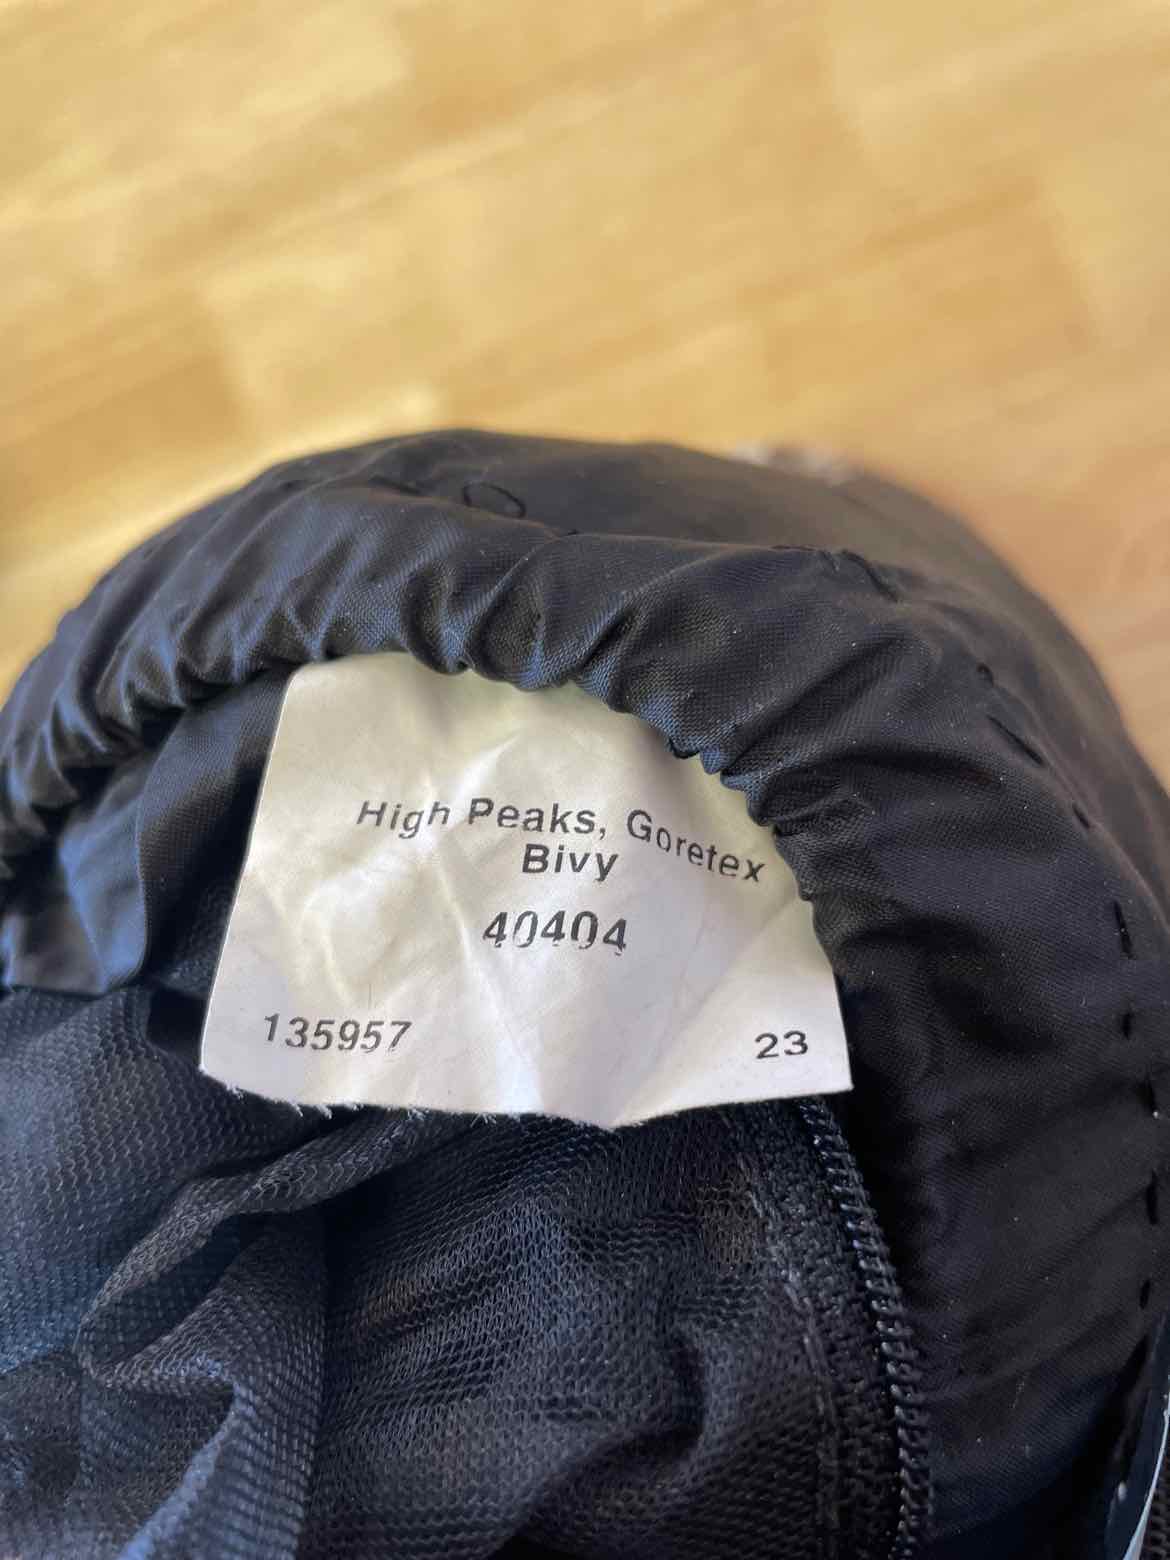 High Peaks, Goretex
Bivy
40404
135957 23